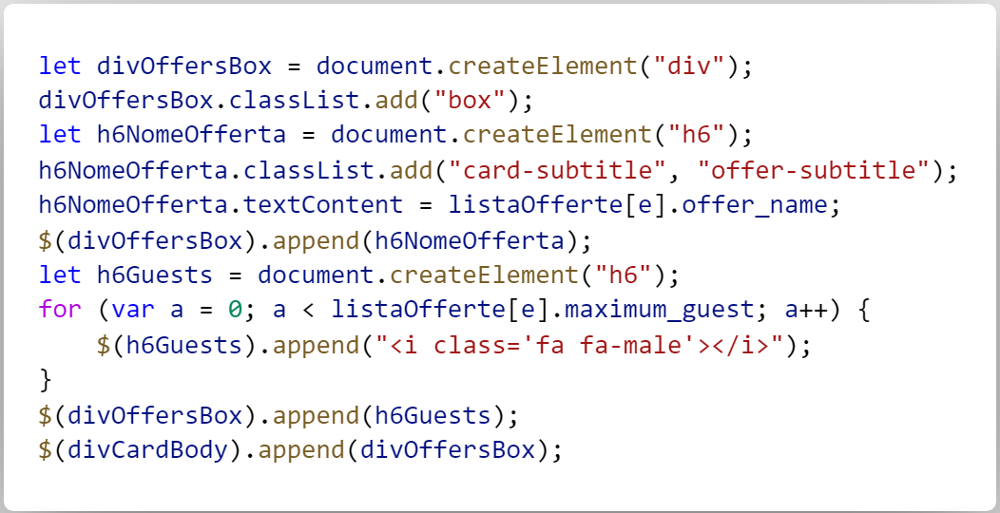 let divOffersBox = document.createElement("div");
divOffersBox.classList.add("box");
let h6NomeOfferta = document.createElement("h6");
h6NomeOfferta.classList.add("card-subtitle", "offer-subtitle");
h6NomeOfferta.textContent = listaOfferte[e].offer_name;
$(divOffersBox).append(h6NomeOfferta);
let h6Guests = document.createElement("h6");
for (var a = 0; a < listaOfferte[e].maximum_guest; a++) {
    $(h6Guests).append("<i class='fa fa-male'></i>");
}
$(divOffersBox).append(h6Guests);
$(divCardBody).append(divOffersBox);